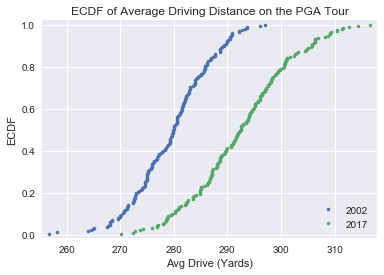 ECDF of Average Driving Distance on the PGA Tour
1.0
0.8
0.6
0.4
0.2
0.0
ECDF
2002
2017
260 270 280 290 300 310
Avg Drive (Yards)